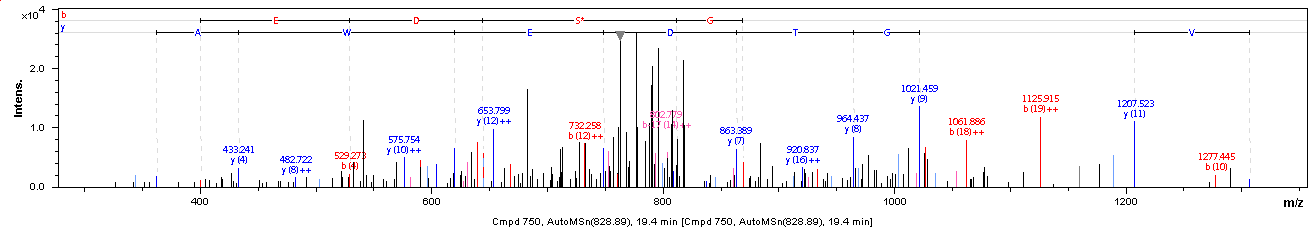 x10⁴
b
y
E D S* G
A W E D T G V
Intens.
2.0
1.0
0.0
433.241
y (4)
482.722
y (8)++
529.273
b (4)
575.754
y (10)++
653.799
y (12)++
732.258
b (12)++
802.779
863.389
y (7)
920.837
y (16)++
964.437
y (8)
1021.459
y (9)
1061.886
b (18)++
1125.915
b (19)++
1207.523
y (11)
1277.445
b (10)
400 600 800 1000 1200 m/z
Cmpd 750, AutoMSn(828.89), 19.4 min [Cmpd 750, AutoMSn(828.89), 19.4 min]